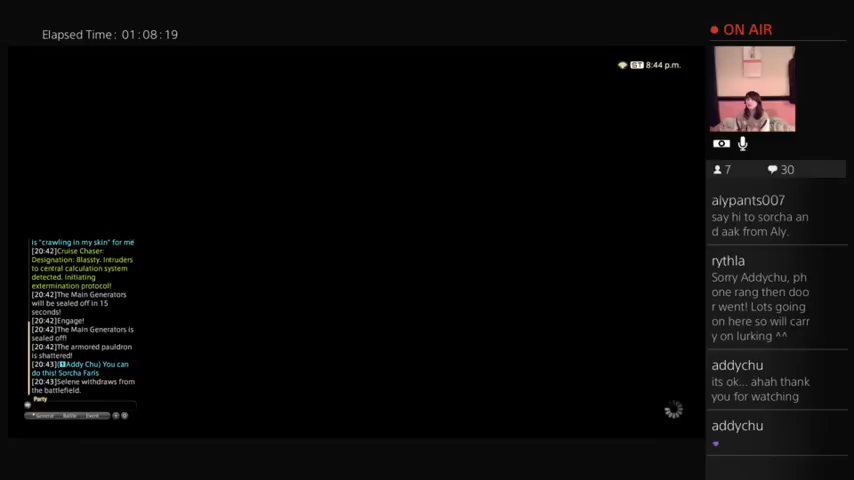 Elapsed Time: 01:08:19
ON AIR
ST 8:44 p.m.
7 30
alypants007
say hi to sorcha an
d aak from Aly.
rythla
Sorry Addychu, ph
one rang then doo
r went! Lots going
on here so will carr
y on lurking ^^
addychu
its ok... ahah thank
you for watching
addychu
is "crawling in my skin" for me
[20:42]Cruise Chaser:
Designation: Blassty. Intruders
to central calculation system
detected. Initiating
extermination protocol!
[20:42]The Main Generators
will be sealed off in 15
seconds!
[20:42]Engage!
[20:42]The Main Generators is
sealed off!
[20:42]The armored pauldron
is shattered!
[20:43](1Addy Chu) You can
do this! Sorcha Faris
[20:43]Selene withdraws from
the battlefield.
Party
General Battle Event